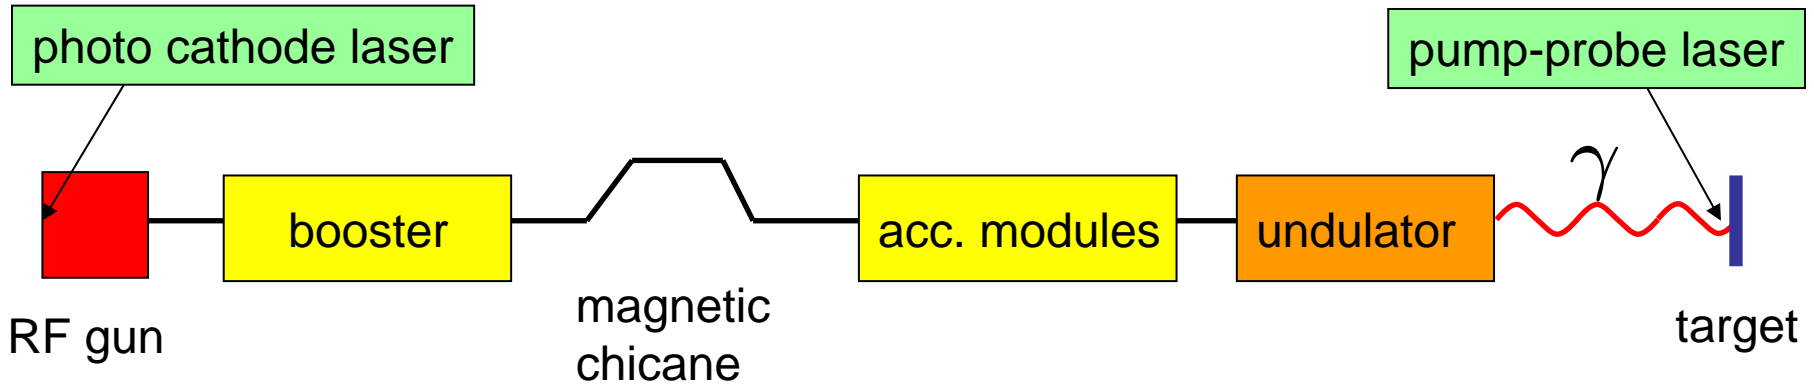 photo cathode laser
pump-probe laser
γ
booster
acc. modules
undulator
RF gun
magnetic
chicane
target